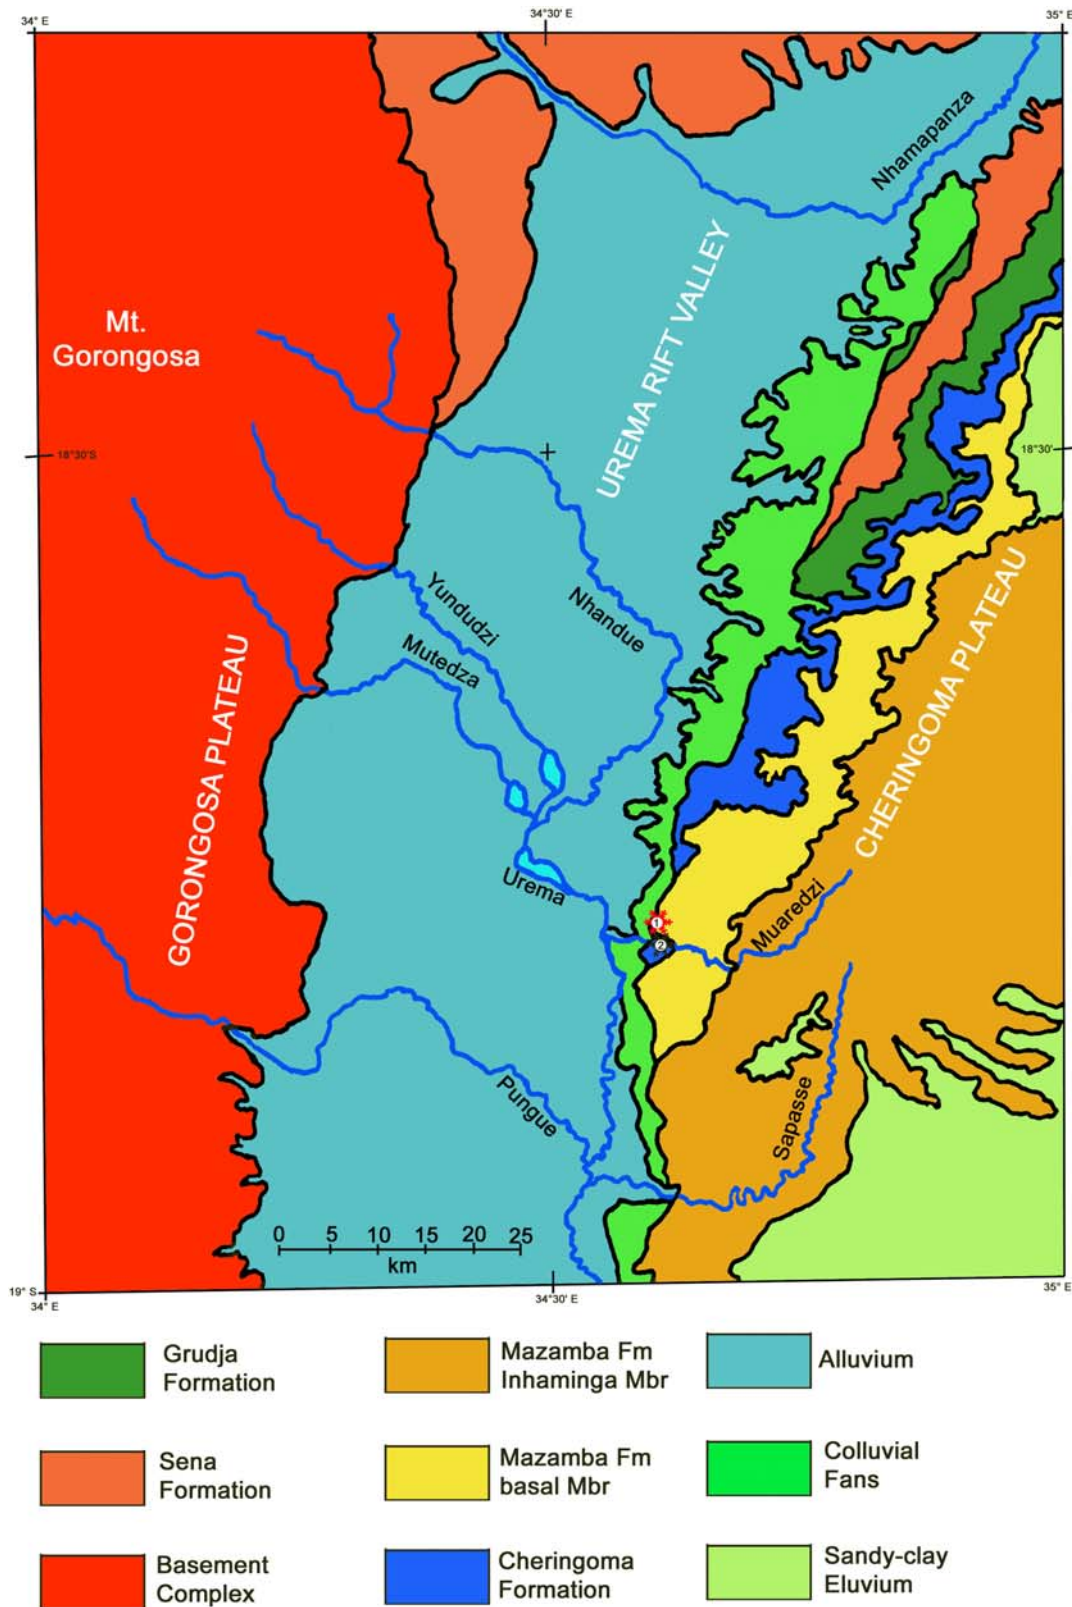 34° E
34°30' E
35° E
Nhamapanza
Mt.
Gorongosa
UREMA RIFT VALLEY
18°30'S
18°30'
Yundudzi
Nhandue
Mutedza
GORONGOSA PLATEAU
CHERINGOMA PLATEAU
Urema
Muaredzi
1
2
Pungue
Sapasse
0 5 10 15 20 25
km
19° S
34° E
34°30' E
35° E
Grudja
Formation
Mazamba Fm
Inhaminga Mbr
Alluvium
Sena
Formation
Mazamba Fm
basal Mbr
Colluvial
Fans
Basement
Complex
Cheringoma
Formation
Sandy-clay
Eluvium